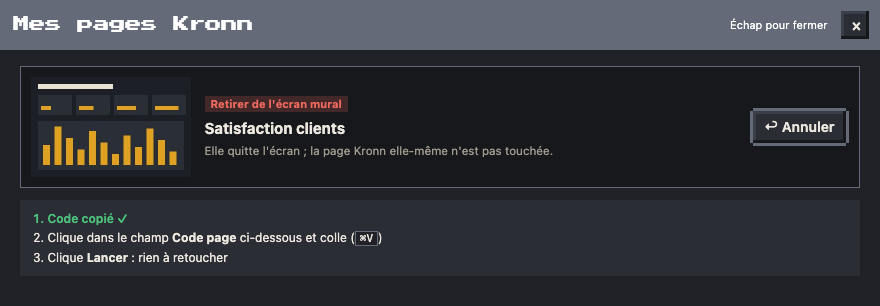 Mes pages Kronn
Échap pour fermer
×
Retirer de l'écran mural
Satisfaction clients
Elle quitte l'écran ; la page Kronn elle-même n'est pas touchée.
↩ Annuler
1. Code copié ✓
2. Clique dans le champ Code page ci-dessous et colle (⌘V)
3. Clique Lancer : rien à retoucher